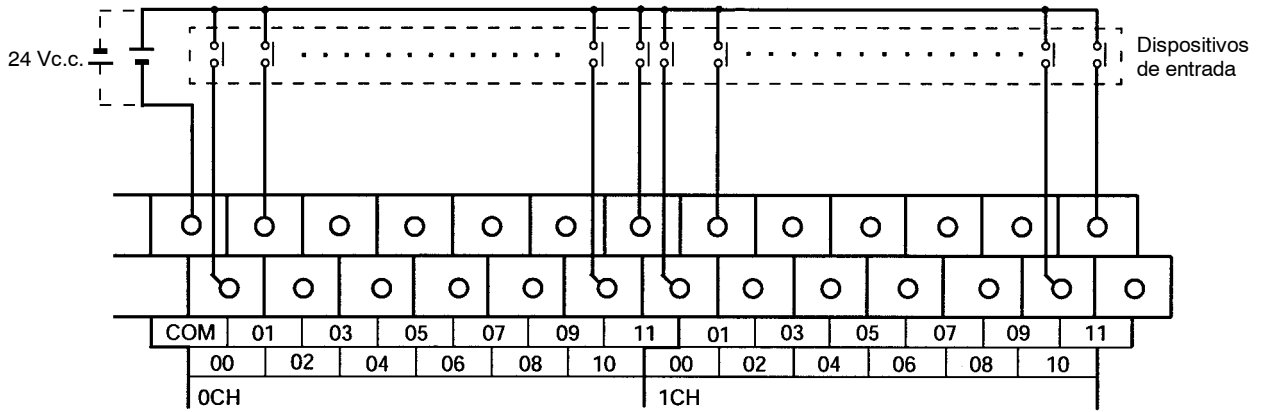 24 Vc.c.
Dispositivos
de entrada
COM 01 03 05 07 09 11 01 03 05 07 09 11
00 02 04 06 08 10 00 02 04 06 08 10
0CH 1CH